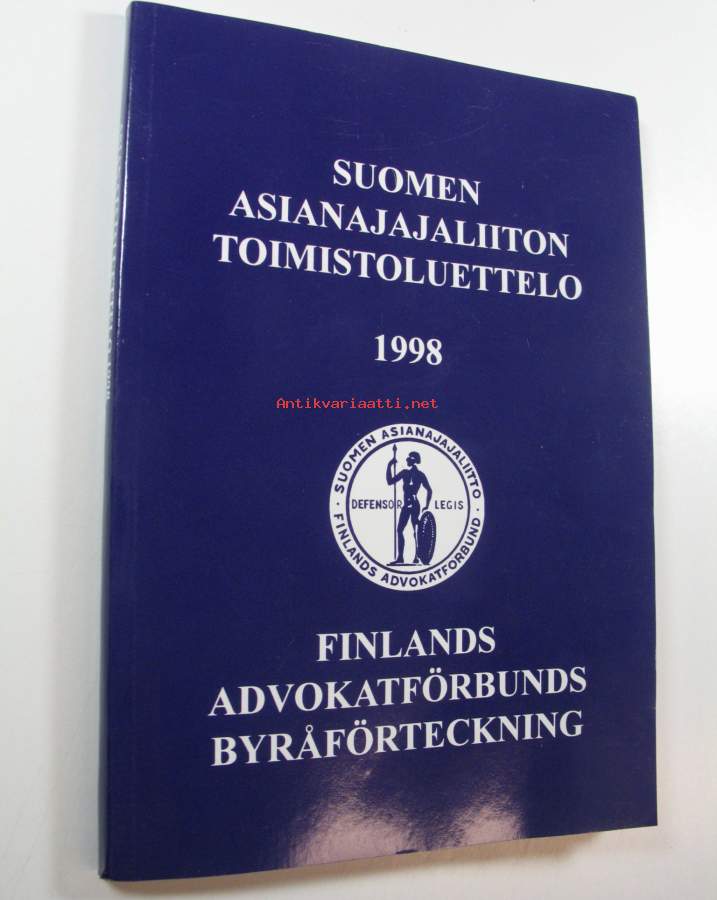 SUOMEN
ASIANAJAJALIITON
TOIMISTOLUETTELO
1998
Antikvariaatti.net
· SUOMEN ASIANAJAJALIITTO ·
DEFENSOR LEGIS
FINLANDS ADVOKATFÖRBUND
FINLANDS
ADVOKATFÖRBUNDS
BYRÅFÖRTECKNING